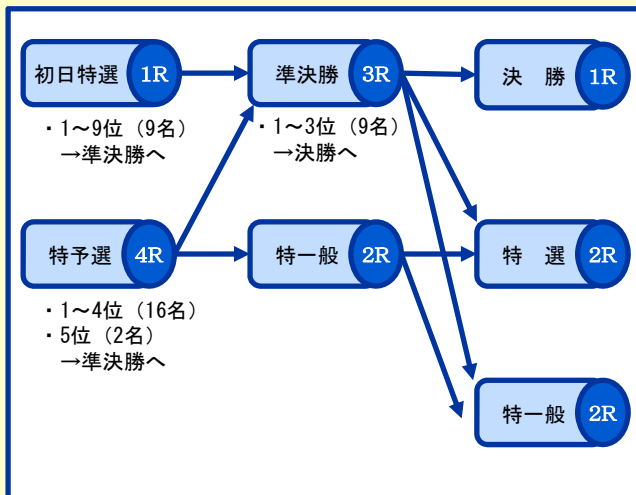 初日特選 1R
準決勝 3R
決 勝 1R
・1～9位（9名）
→準決勝へ
・1～3位（9名）
→決勝へ
特予選 4R
特一般 2R
特 選 2R
・1～4位（16名）
・5位（2名）
→準決勝へ
特一般 2R